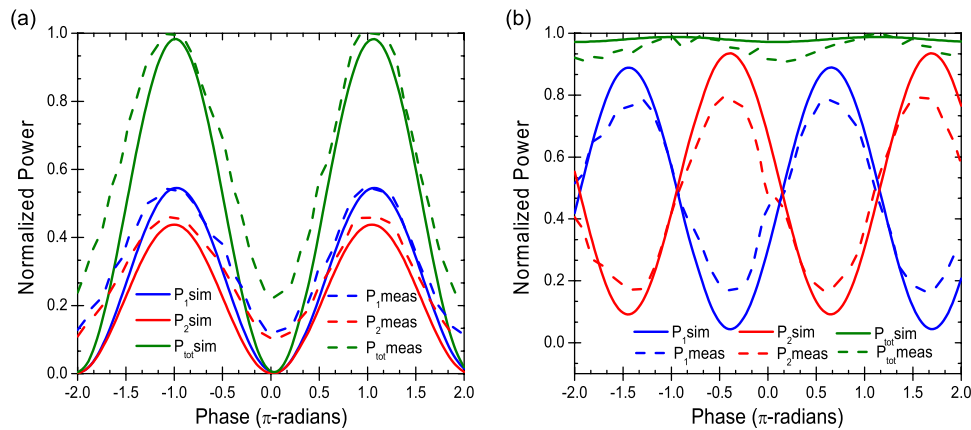 (a)
1.0
0.8
0.6
0.4
0.2
0.0
Normalized Power
P1sim
P2sim
Ptotsim
P1meas
P2meas
Ptotmeas
-2.0 -1.5 -1.0 -0.5 0.0 0.5 1.0 1.5 2.0
Phase (π-radians)
(b)
1.0
0.8
0.6
0.4
0.2
0.0
Normalized Power
P1sim P2sim Ptotsim
P1meas P2meas Ptotmeas
-2.0 -1.5 -1.0 -0.5 0.0 0.5 1.0 1.5 2.0
Phase (π-radians)